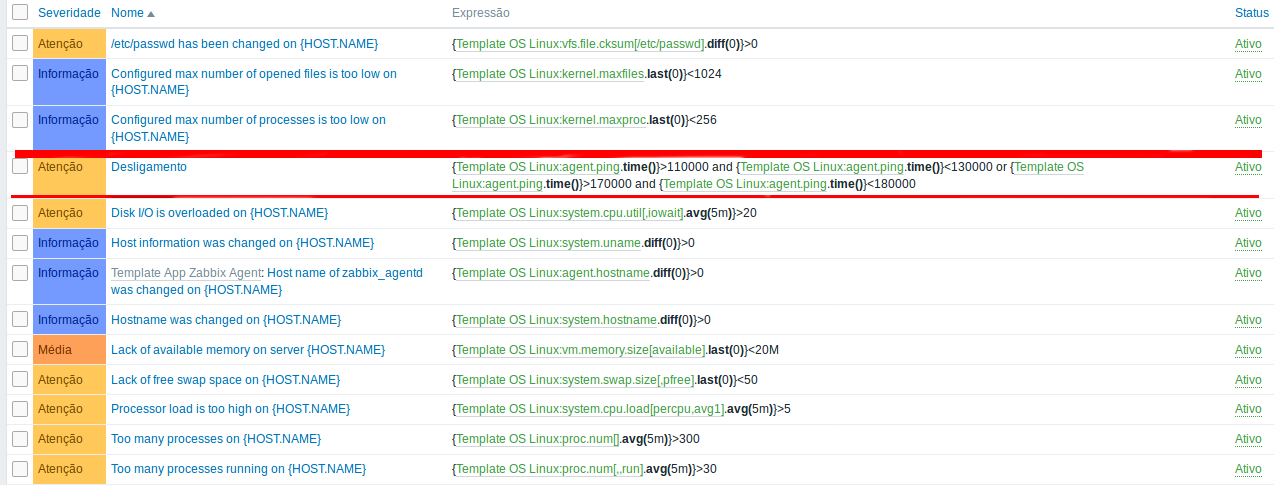 Severidade Nome Expressão Status
Atenção /etc/passwd has been changed on {HOST.NAME} {Template OS Linux:vfs.file.cksum[/etc/passwd].diff(0)}>0 Ativo
Informação Configured max number of opened files is too low on {Template OS Linux:kernel.maxfiles.last(0)}<1024 Ativo
{HOST.NAME}
Informação Configured max number of processes is too low on {Template OS Linux:kernel.maxproc.last(0)}<256 Ativo
{HOST.NAME}
Atenção Desligamento {Template OS Linux:agent.ping.time()}>110000 and {Template OS Linux:agent.ping.time()}<130000 or {Template OS Ativo
Linux:agent.ping.time()}>170000 and {Template OS Linux:agent.ping.time()}<180000
Atenção Disk I/O is overloaded on {HOST.NAME} {Template OS Linux:system.cpu.util[,iowait].avg(5m)}>20 Ativo
Informação Host information was changed on {HOST.NAME} {Template OS Linux:system.uname.diff(0)}>0 Ativo
Informação Template App Zabbix Agent: Host name of zabbix_agentd {Template OS Linux:agent.hostname.diff(0)}>0 Ativo
was changed on {HOST.NAME}
Informação Hostname was changed on {HOST.NAME} {Template OS Linux:system.hostname.diff(0)}>0 Ativo
Média Lack of available memory on server {HOST.NAME} {Template OS Linux:vm.memory.size[available].last(0)}<20M Ativo
Atenção Lack of free swap space on {HOST.NAME} {Template OS Linux:system.swap.size[,pfree].last(0)}<50 Ativo
Atenção Processor load is too high on {HOST.NAME} {Template OS Linux:system.cpu.load[percpu,avg1].avg(5m)}>5 Ativo
Atenção Too many processes on {HOST.NAME} {Template OS Linux:proc.num[].avg(5m)}>300 Ativo
Atenção Too many processes running on {HOST.NAME} {Template OS Linux:proc.num[,,run].avg(5m)}>30 Ativo